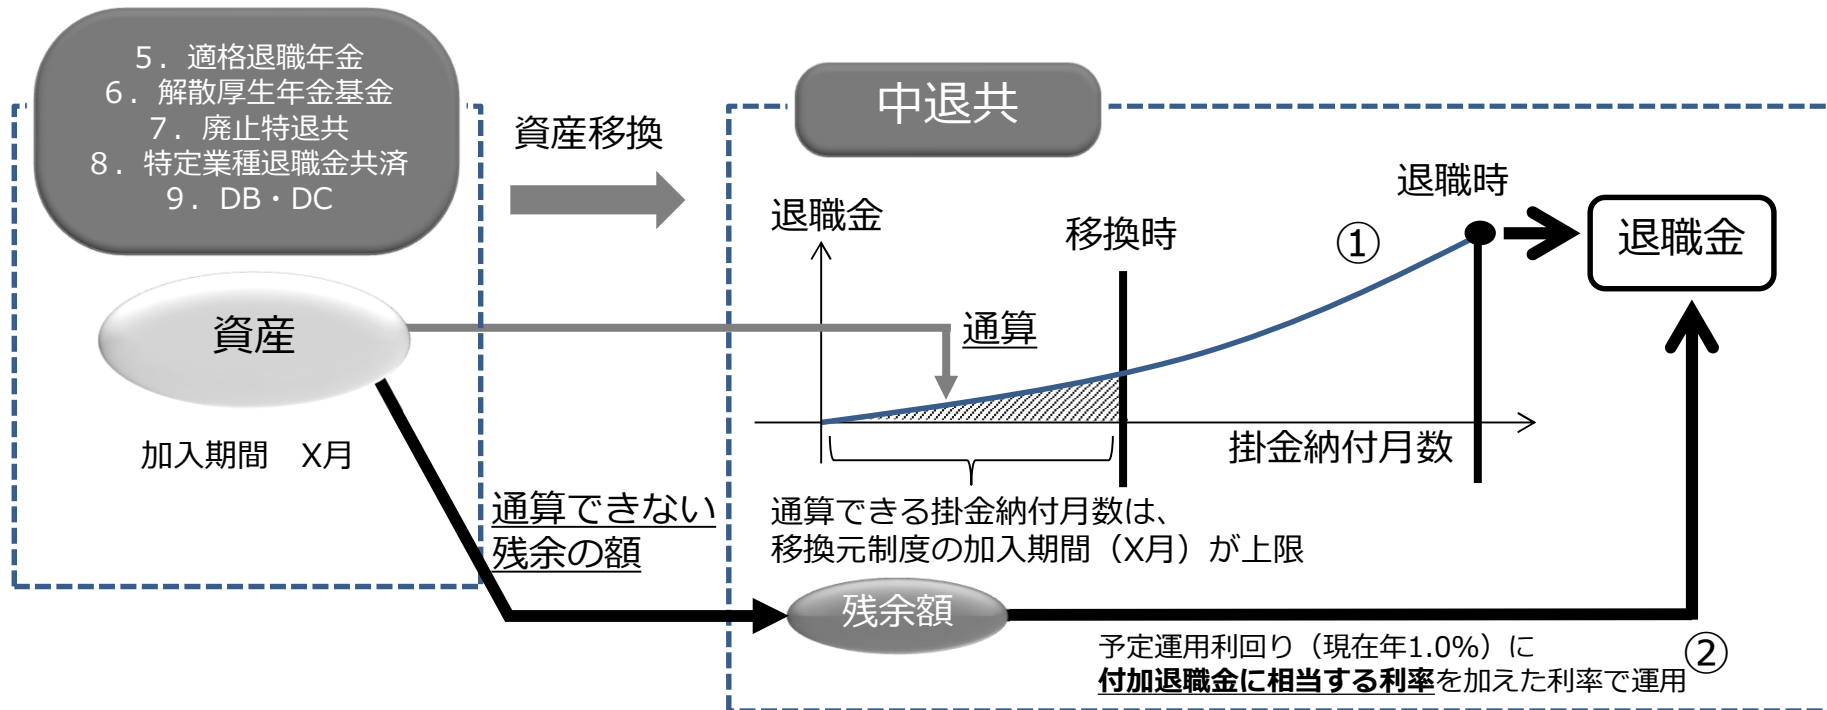 5．適格退職年金
6．解散厚生年金基金
7．廃止特退共
8．特定業種退職金共済
9．DB・DC
資産
加入期間　X月
資産移換
通算できない
残余の額
中退共
退職金
移換時
①
退職時
退職金
通算
掛金納付月数
通算できる掛金納付月数は、
移換元制度の加入期間（X月）が上限
残余額
予定運用利回り（現在年1.0%）に
付加退職金に相当する利率を加えた利率で運用
②